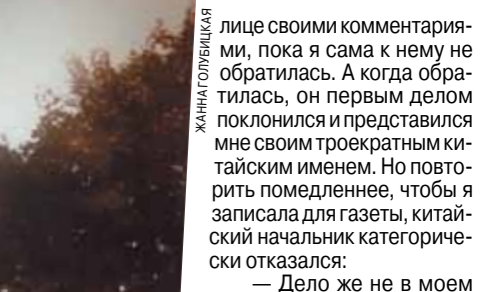 ЖАННА ГОЛУБИЦКАЯ
лице своими комментария-
ми, пока я сама к нему не
обратилась. А когда обра-
тилась, он первым делом
поклонился и представился
мне своим троекратным ки-
тайским именем. Но повто-
рить помедленнее, чтобы я
записала для газеты, китай-
ский начальник категориче-
ски отказался:
— Дело же не в моем